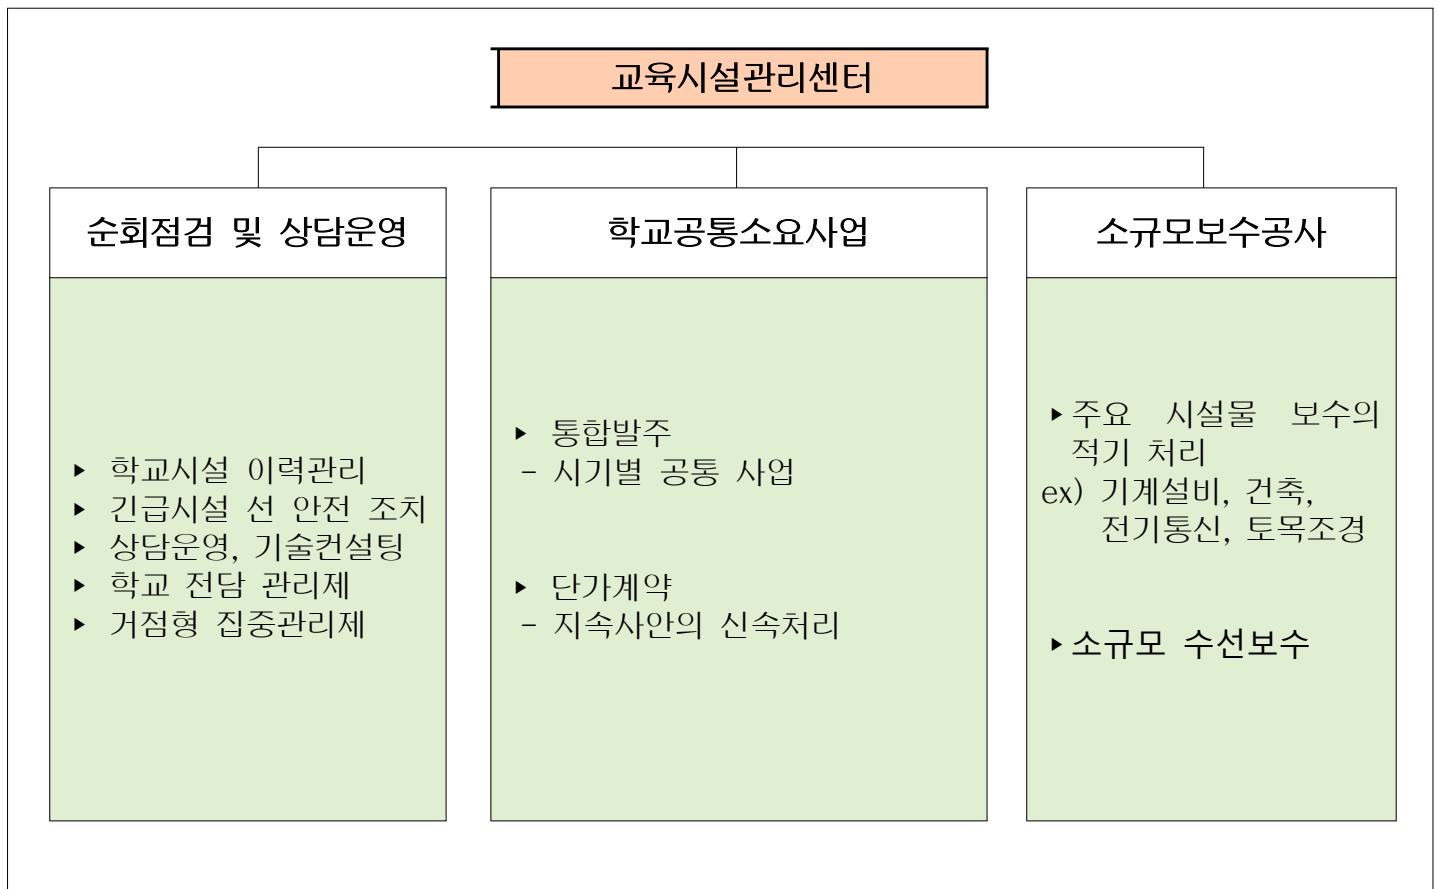 교육시설관리센터
순회점검 및 상담운영
▸ 학교시설 이력관리
▸ 긴급시설 선 안전 조치
▸ 상담운영, 기술컨설팅
▸ 학교 전담 관리제
▸ 거점형 집중관리제
학교공통소요사업
▸ 통합발주
- 시기별 공통 사업
▸ 단가계약
- 지속사안의 신속처리
소규모보수공사
▸주요 시설물 보수의
적기 처리
ex) 기계설비, 건축,
전기통신, 토목조경
▸소규모 수선보수